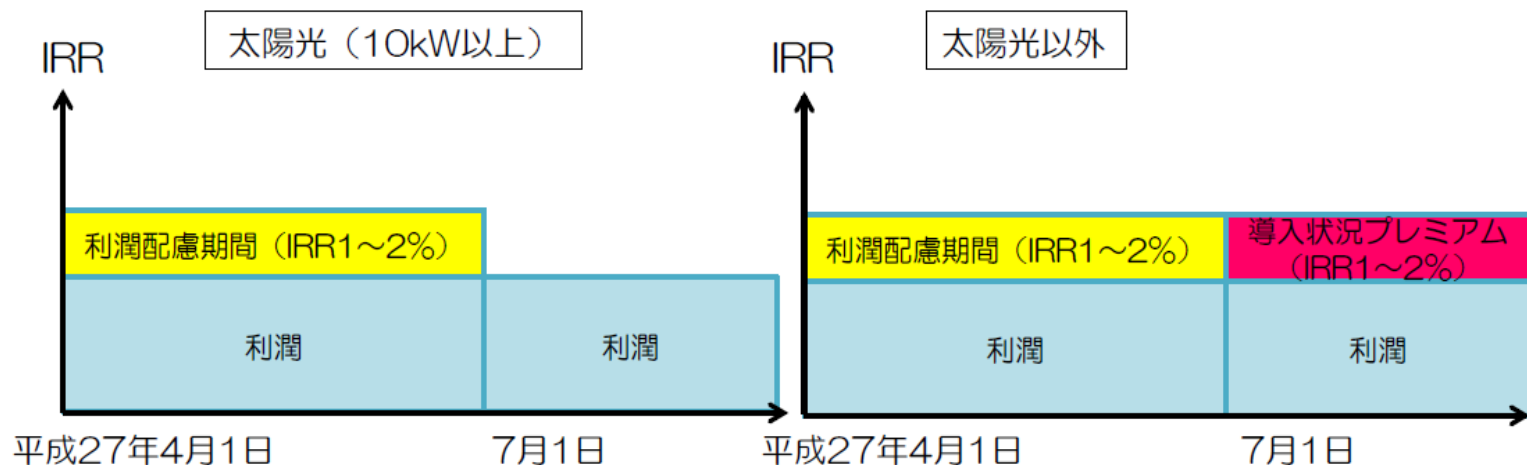 太陽光（10kW以上）
IRR
利潤配慮期間（IRR1～2%）
利潤
利潤
平成27年4月1日
7月1日
太陽光以外
IRR
利潤配慮期間（IRR1～2%）
導入状況プレミアム
（IRR1～2%）
利潤
利潤
平成27年4月1日
7月1日